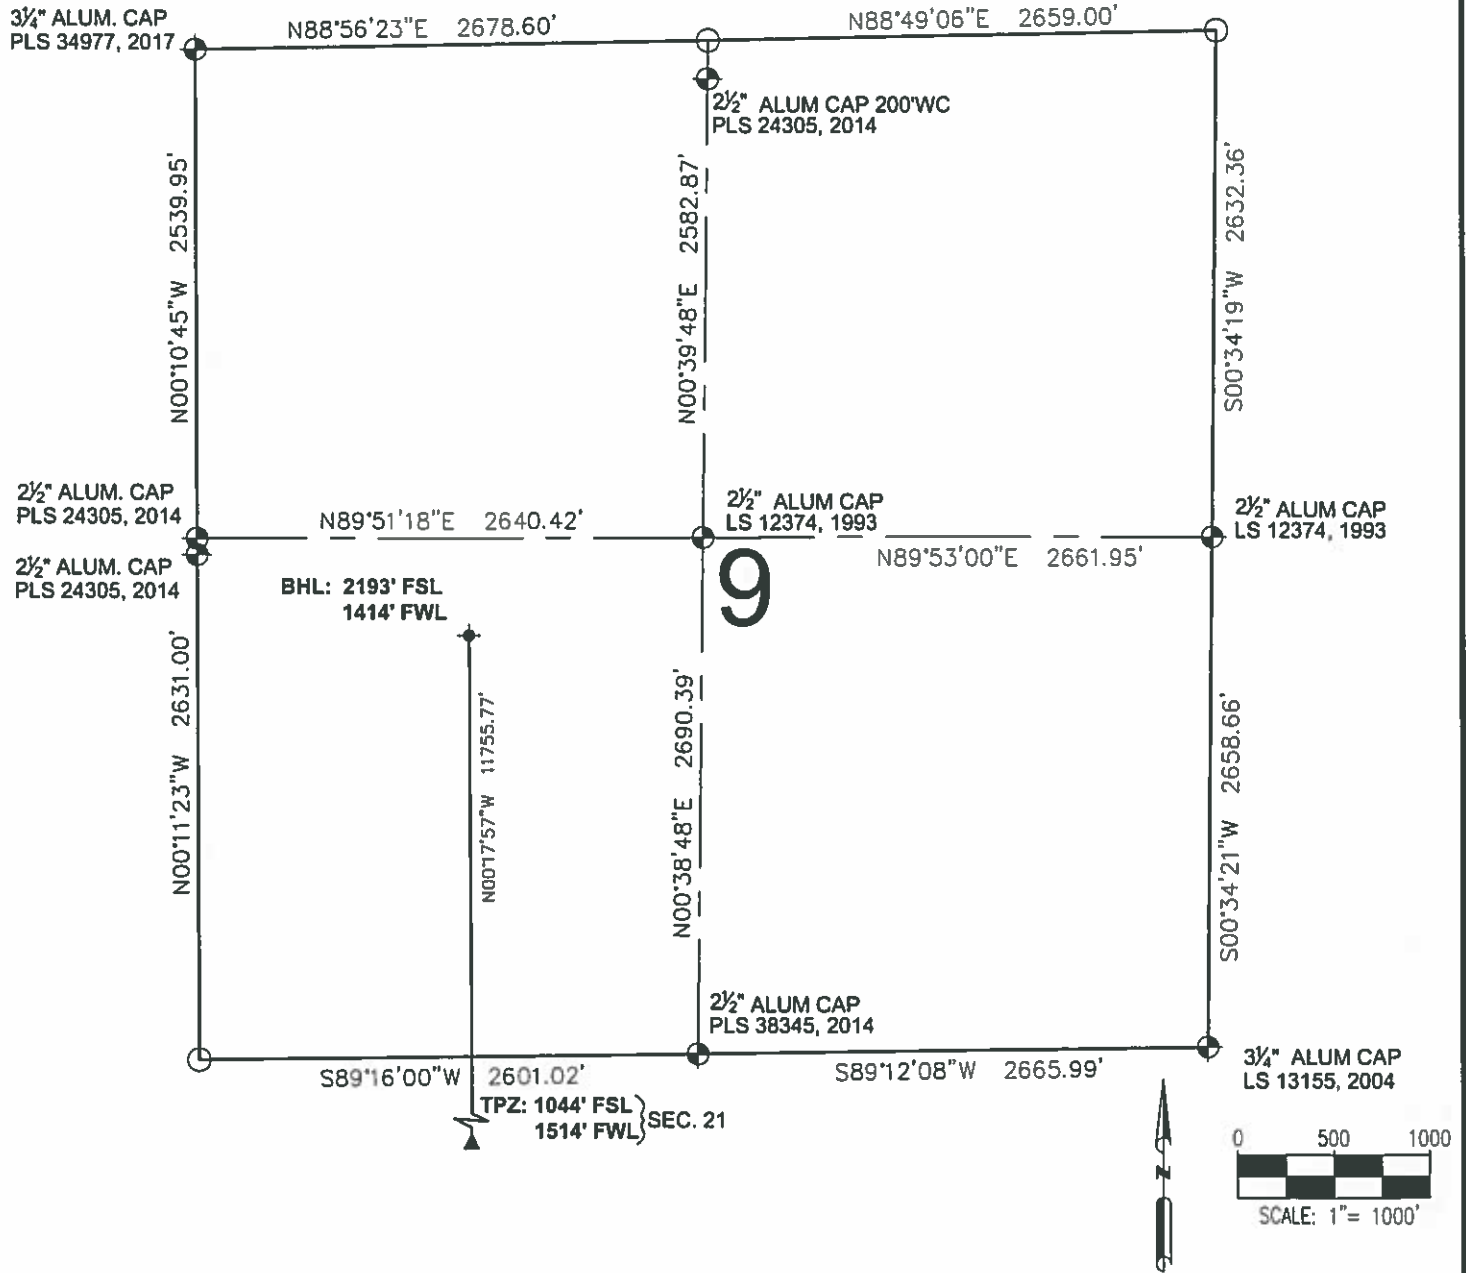 3¼" ALUM. CAP
PLS 34977, 2017
N88°56'23"E 2678.60'
N88°49'06"E 2659.00'
2½" ALUM CAP 200'WC
PLS 24305, 2014
N00°10'45"W 2539.95'
N00°39'48"E 2582.87'
S00°34'19"W 2632.36'
2½" ALUM. CAP
PLS 24305, 2014
N89°51'18"E 2640.42'
2½" ALUM CAP
LS 12374, 1993
2½" ALUM CAP
LS 12374, 1993
N89°53'00"E 2661.95'
2½" ALUM. CAP
PLS 24305, 2014
9
BHL: 2193' FSL
1414' FWL
N00°11'23"W 2631.00'
N00°17'57"W 11755.77'
N00°38'48"E 2690.39'
S00°34'21"W 2658.66'
2½" ALUM CAP
PLS 38345, 2014
3¼" ALUM CAP
LS 13155, 2004
S89°16'00"W 2601.02'
S89°12'08"W 2665.99'
TPZ: 1044' FSL
1514' FWL
SEC. 21
N
0 500 1000
SCALE: 1"= 1000'